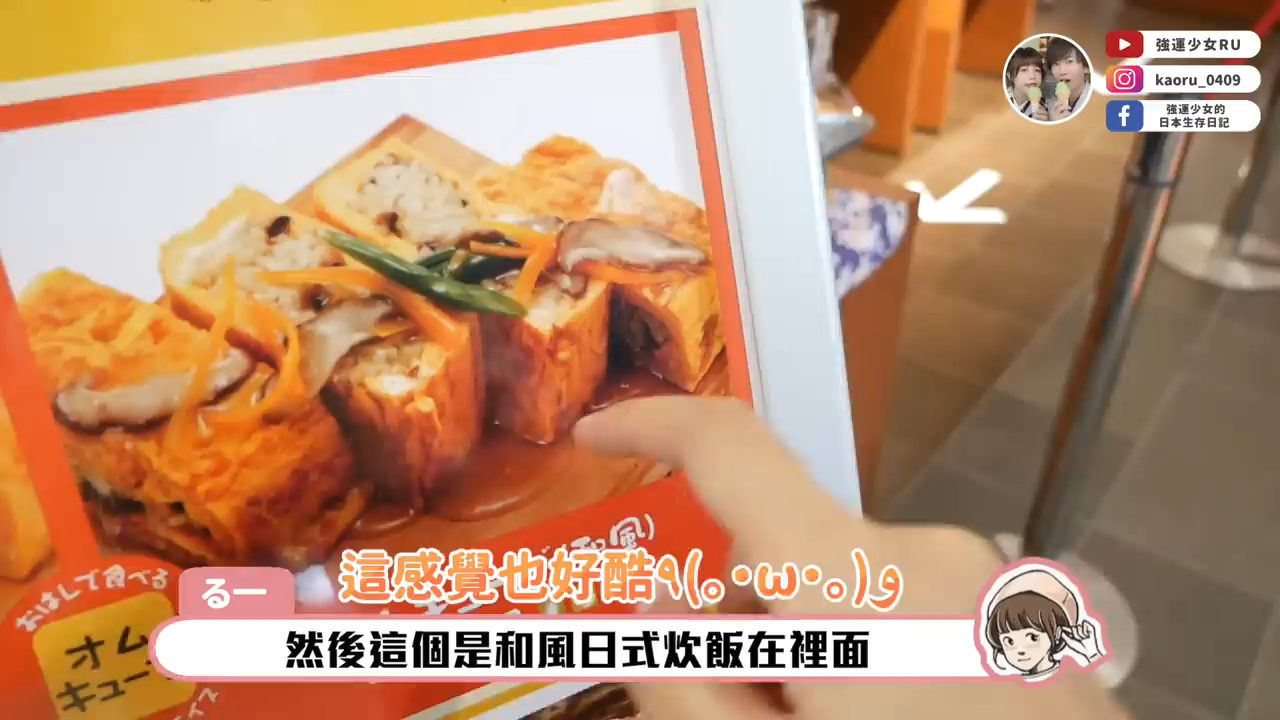 強運少女RU
kaoru_0409
強運少女的
日本生存日記
和風)
おはしで食べる
オム
キュー
這感覺也好酷٩(｡•ω•｡)و
るー
然後這個是和風日式炊飯在裡面